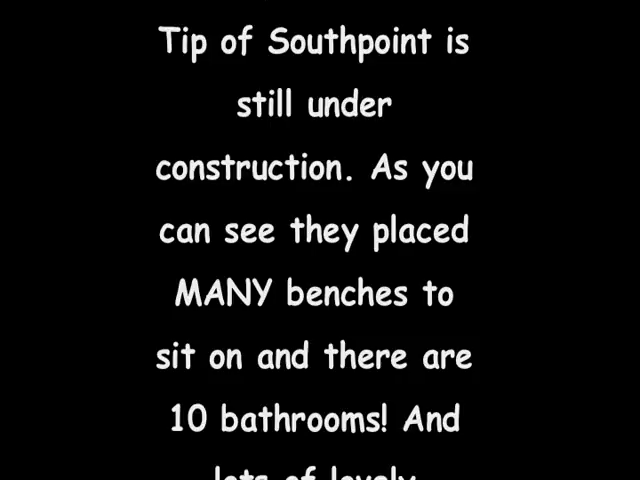 Tip of Southpoint is
still under
construction. As you
can see they placed
MANY benches to
sit on and there are
10 bathrooms! And
lots of lovely